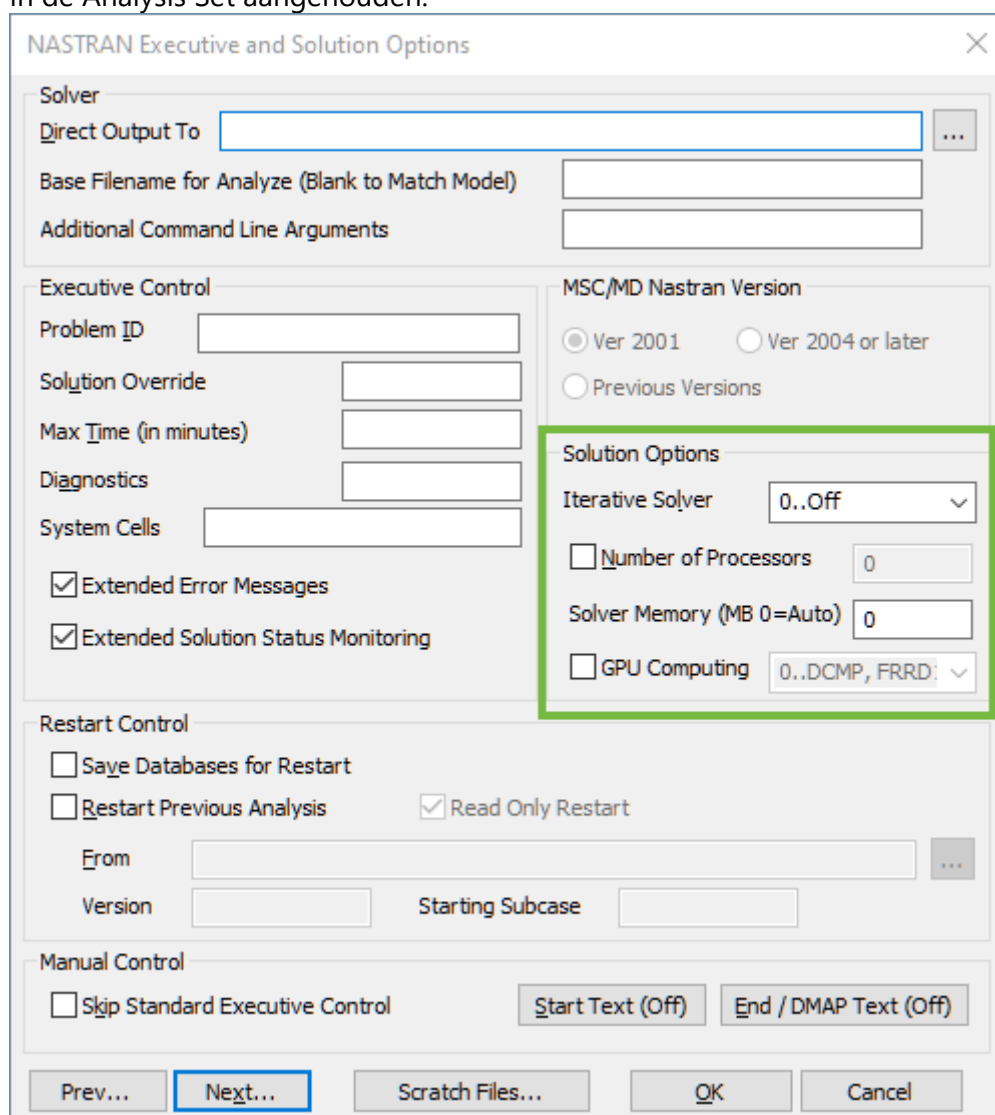 in de Analysis Set aangehouden.
NASTRAN Executive and Solution Options
Solver
Direct Output To
...
Base Filename for Analyze (Blank to Match Model)
Additional Command Line Arguments
Executive Control
Problem ID
Solution Override
Max Time (in minutes)
Diagnostics
System Cells
Extended Error Messages
Extended Solution Status Monitoring
MSC/MD Nastran Version
Ver 2001
Ver 2004 or later
Previous Versions
Solution Options
Iterative Solver
0..Off
Number of Processors
0
Solver Memory (MB 0=Auto)
0
GPU Computing
0..DCMP, FRRD
Restart Control
Save Databases for Restart
Restart Previous Analysis
Read Only Restart
From
...
Version
Starting Subcase
Manual Control
Skip Standard Executive Control
Start Text (Off)
End / DMAP Text (Off)
Prev...
Next...
Scratch Files...
OK
Cancel